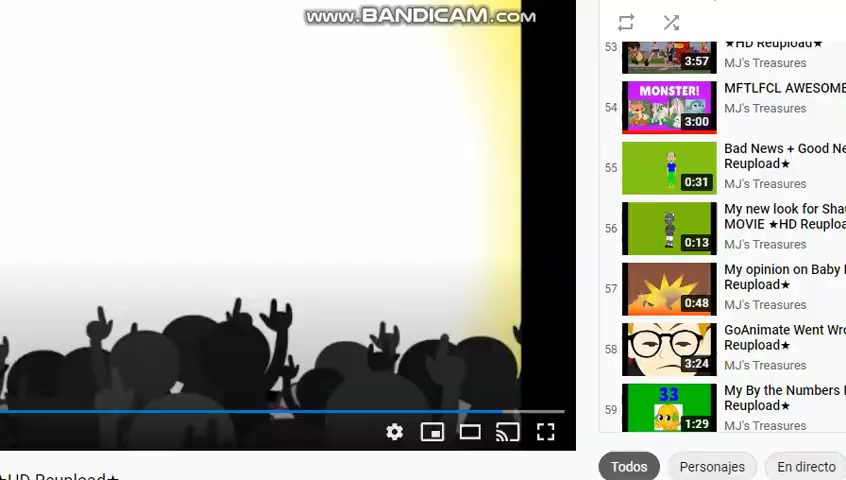 www.BANDICAM.com
53
★HD Reupload★
3:57
MJ's Treasures
54
MONSTER!
MFTLFCL AWESOME
3:00
MJ's Treasures
55
Bad News + Good Ne
Reupload★
0:31
MJ's Treasures
56
My new look for Sha
MOVIE ★HD Reuploa
0:13
MJ's Treasures
57
My opinion on Baby
Reupload★
0:48
MJ's Treasures
58
GoAnimate Went Wro
Reupload★
3:24
MJ's Treasures
59
33
My By the Numbers
Reupload★
1:29
MJ's Treasures
Todos
Personajes
En directo
★HD Reupload★